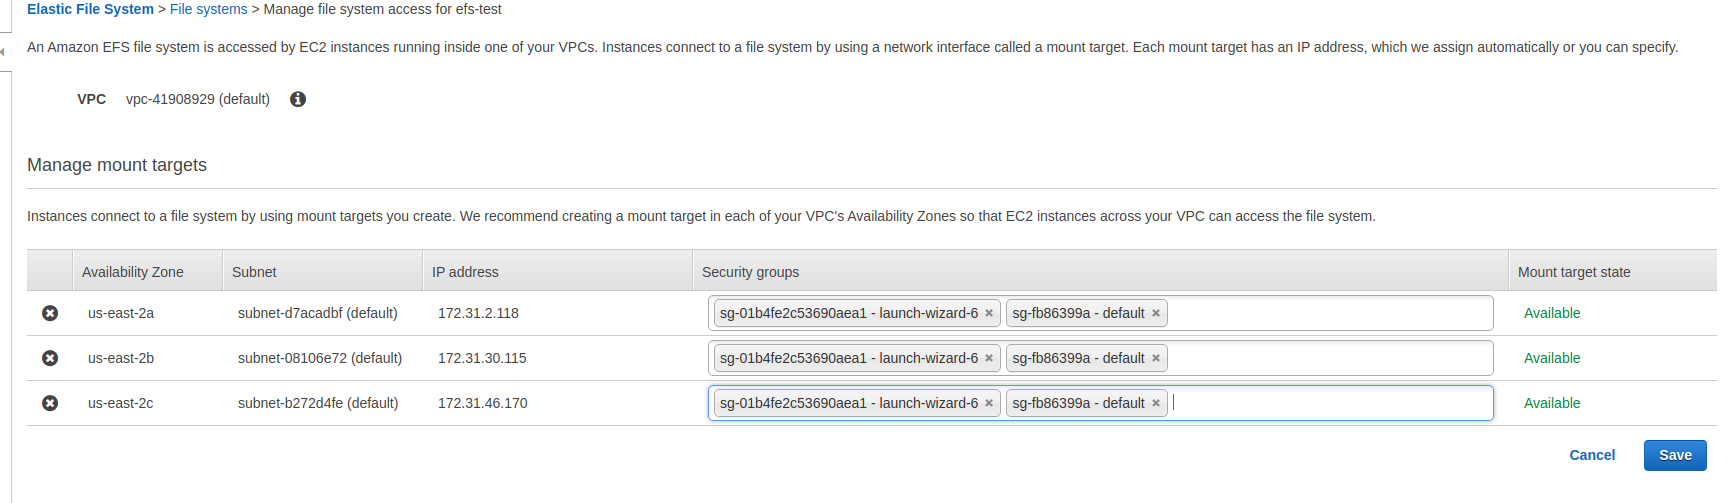 Elastic File System > File systems > Manage file system access for efs-test
An Amazon EFS file system is accessed by EC2 instances running inside one of your VPCs. Instances connect to a file system by using a network interface called a mount target. Each mount target has an IP address, which we assign automatically or you can specify.
VPC vpc-41908929 (default)
Manage mount targets
Instances connect to a file system by using mount targets you create. We recommend creating a mount target in each of your VPC's Availability Zones so that EC2 instances across your VPC can access the file system.
Availability Zone Subnet IP address Security groups Mount target state
us-east-2a subnet-d7acadbf (default) 172.31.2.118 sg-01b4fe2c53690aea1 - launch-wizard-6 sg-fb86399a - default Available
us-east-2b subnet-08106e72 (default) 172.31.30.115 sg-01b4fe2c53690aea1 - launch-wizard-6 sg-fb86399a - default Available
us-east-2c subnet-b272d4fe (default) 172.31.46.170 sg-01b4fe2c53690aea1 - launch-wizard-6 sg-fb86399a - default Available
Cancel Save